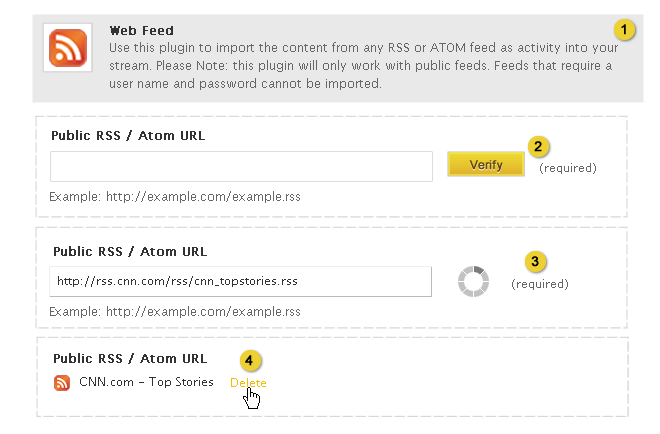 Web Feed
1
Use this plugin to import the content from any RSS or ATOM feed as activity into your
stream. Please Note: this plugin will only work with public feeds. Feeds that require a
user name and password cannot be imported.
Public RSS / Atom URL
2
Verify
(required)
Example: http://example.com/example.rss
Public RSS / Atom URL
3
http://rss.cnn.com/rss/cnn_topstories.rss
(required)
Example: http://example.com/example.rss
Public RSS / Atom URL
4
CNN.com – Top Stories Delete